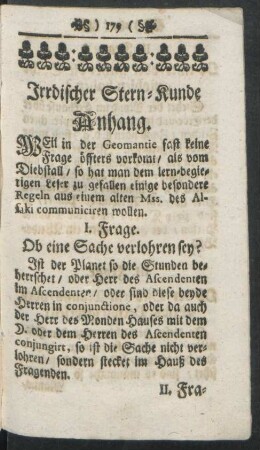 ) 179 (
Irrdischer Stern-Kunde
Anhang.
WEil in der Geomantie fast keine
Frage öffters vorkomt / als vom
Diebstall / so hat man dem lern-begie-
rigen Leser zu gefallen einige besondere
Regeln aus einem alten Mss. des Al-
Lki communiciren wollen.
I. Frage.
Ob eine Sache verlohren sey?
Ist der Planet so die Stunden be-
herrschet / oder Herr des Ascendenten
im Ascendenten / oder sind diese beyde
Herren in conjunctione, oder da auch
der Herr des Monden Hauses mit dem
D. oder dem Herren des Ascendenten
conjungirt, so ist die Sache nicht ver-
lohren / sondern stecket im Hauß des
Fragenden.
II. Fra-